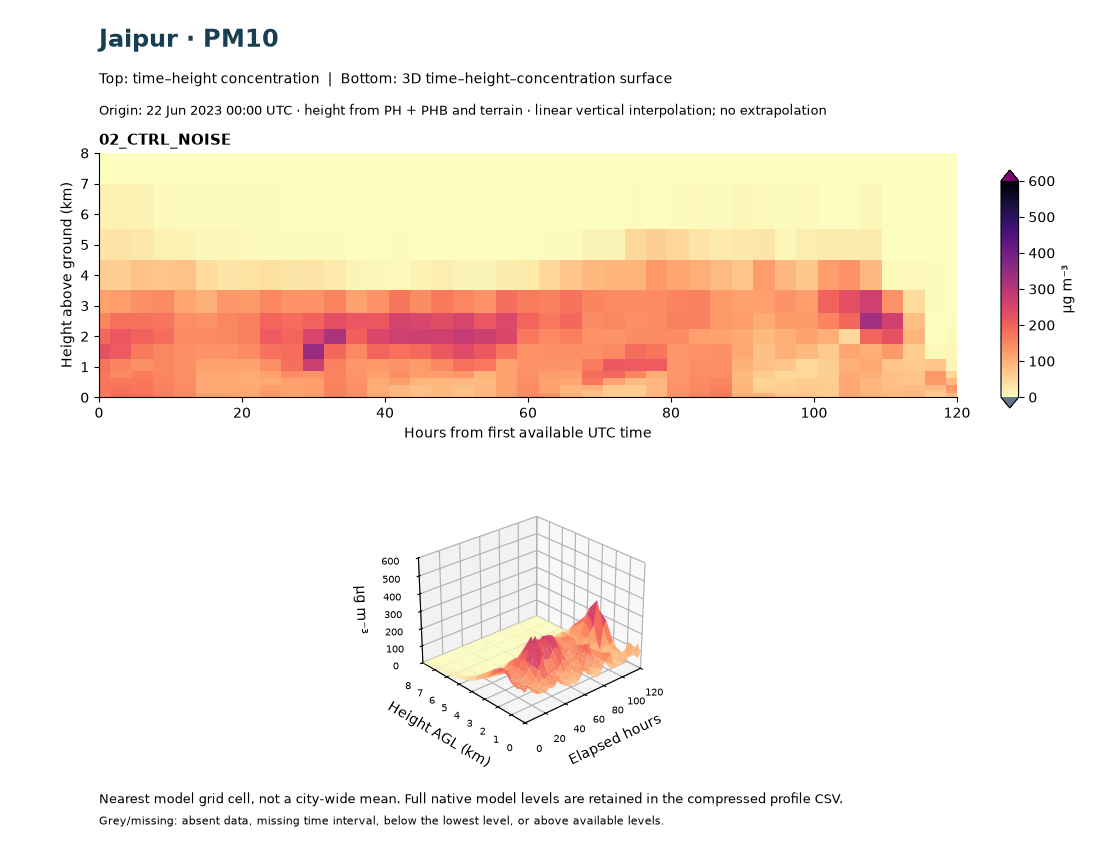 Jaipur · PM10
Top: time–height concentration | Bottom: 3D time–height–concentration surface
Origin: 22 Jun 2023 00:00 UTC · height from PH + PHB and terrain · linear vertical interpolation; no extrapolation
02_CTRL_NOISE
Height above ground (km)
8
7
6
5
4
3
2
1
0
0 20 40 60 80 100 120
Hours from first available UTC time
600
500
400
300
200
100
0
µg m⁻³
600
500
400
300
200
100
0
µg m⁻³
8 7 6 5 4 3 2 1 0
Height AGL (km)
0 20 40 60 80 100 120
Elapsed hours
Nearest model grid cell, not a city-wide mean. Full native model levels are retained in the compressed profile CSV.
Grey/missing: absent data, missing time interval, below the lowest level, or above available levels.